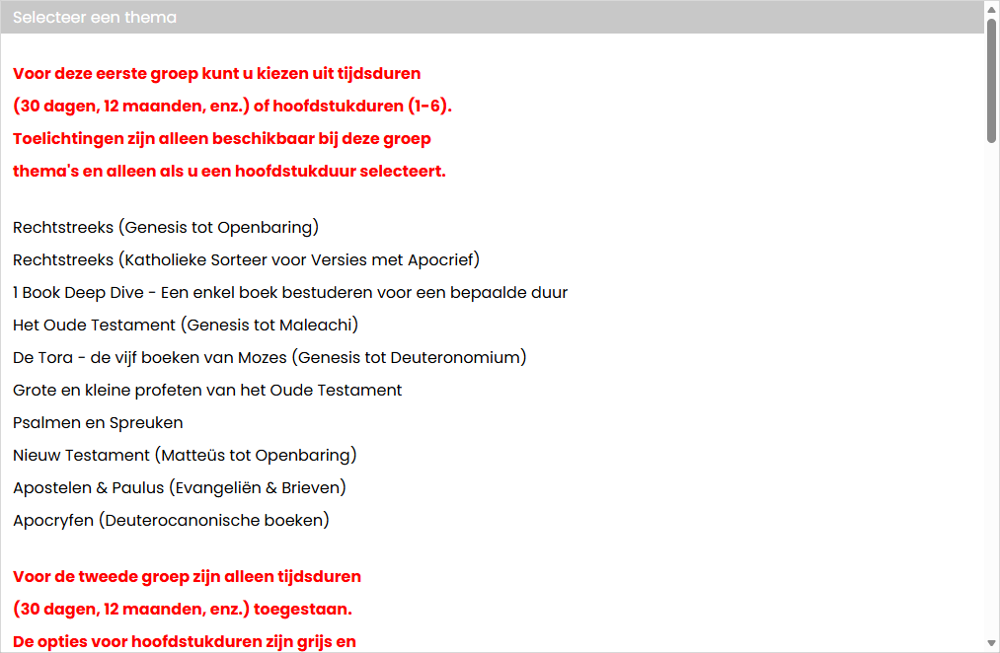 Selecteer een thema
Voor deze eerste groep kunt u kiezen uit tijdsduren
(30 dagen, 12 maanden, enz.) of hoofdstukduren (1-6).
Toelichtingen zijn alleen beschikbaar bij deze groep
thema's en alleen als u een hoofdstukduur selecteert.
Rechtstreeks (Genesis tot Openbaring)
Rechtstreeks (Katholieke Sorteer voor Versies met Apocrief)
1 Book Deep Dive - Een enkel boek bestuderen voor een bepaalde duur
Het Oude Testament (Genesis tot Maleachi)
De Tora - de vijf boeken van Mozes (Genesis tot Deuteronomium)
Grote en kleine profeten van het Oude Testament
Psalmen en Spreuken
Nieuw Testament (Matteüs tot Openbaring)
Apostelen & Paulus (Evangeliën & Brieven)
Apocryfen (Deuterocanonische boeken)
Voor de tweede groep zijn alleen tijdsduren
(30 dagen, 12 maanden, enz.) toegestaan.
De opties voor hoofdstukduren zijn grijs en